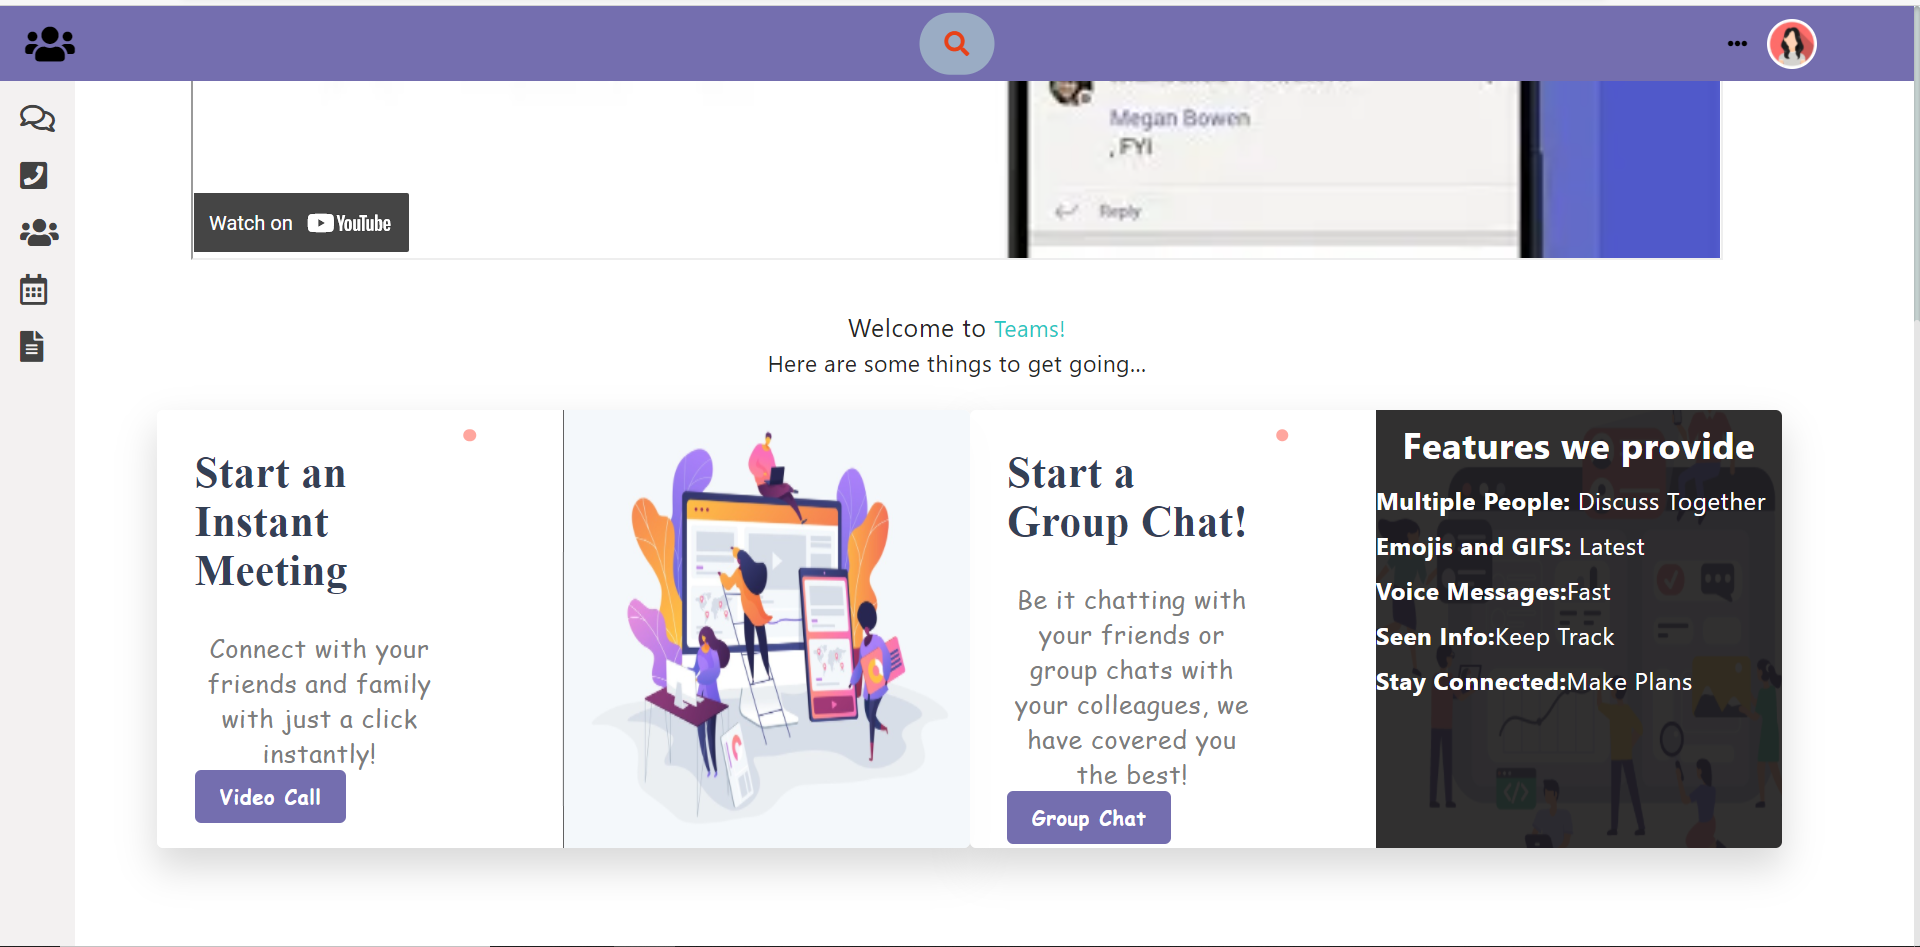 Megan Bowen
, FYI
Reply
Watch on YouTube
Welcome to Teams!
Here are some things to get going...
Start an
Instant
Meeting
Connect with your
friends and family
with just a click
instantly!
Video Call
Start a
Group Chat!
Be it chatting with
your friends or
group chats with
your colleagues, we
have covered you
the best!
Group Chat
Features we provide
Multiple People: Discuss Together
Emojis and GIFS: Latest
Voice Messages:Fast
Seen Info:Keep Track
Stay Connected:Make Plans